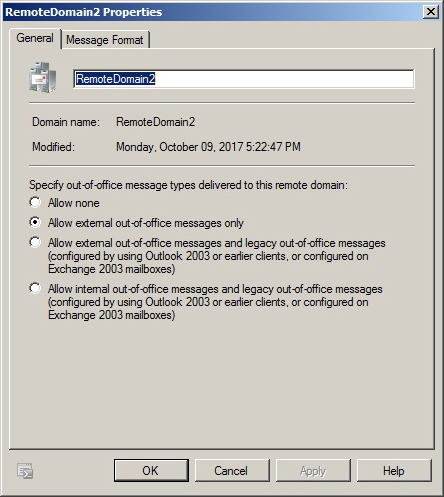 RemoteDomain2 Properties
General Message Format
RemoteDomain2
Domain name: RemoteDomain2
Modified: Monday, October 09, 2017 5:22:47 PM
Specify out-of-office message types delivered to this remote domain:
Allow none
Allow external out-of-office messages only
Allow external out-of-office messages and legacy out-of-office messages
(configured by using Outlook 2003 or earlier clients, or configured on
Exchange 2003 mailboxes)
Allow internal out-of-office messages and legacy out-of-office messages
(configured by using Outlook 2003 or earlier clients, or configured on
Exchange 2003 mailboxes)
OK Cancel Apply Help